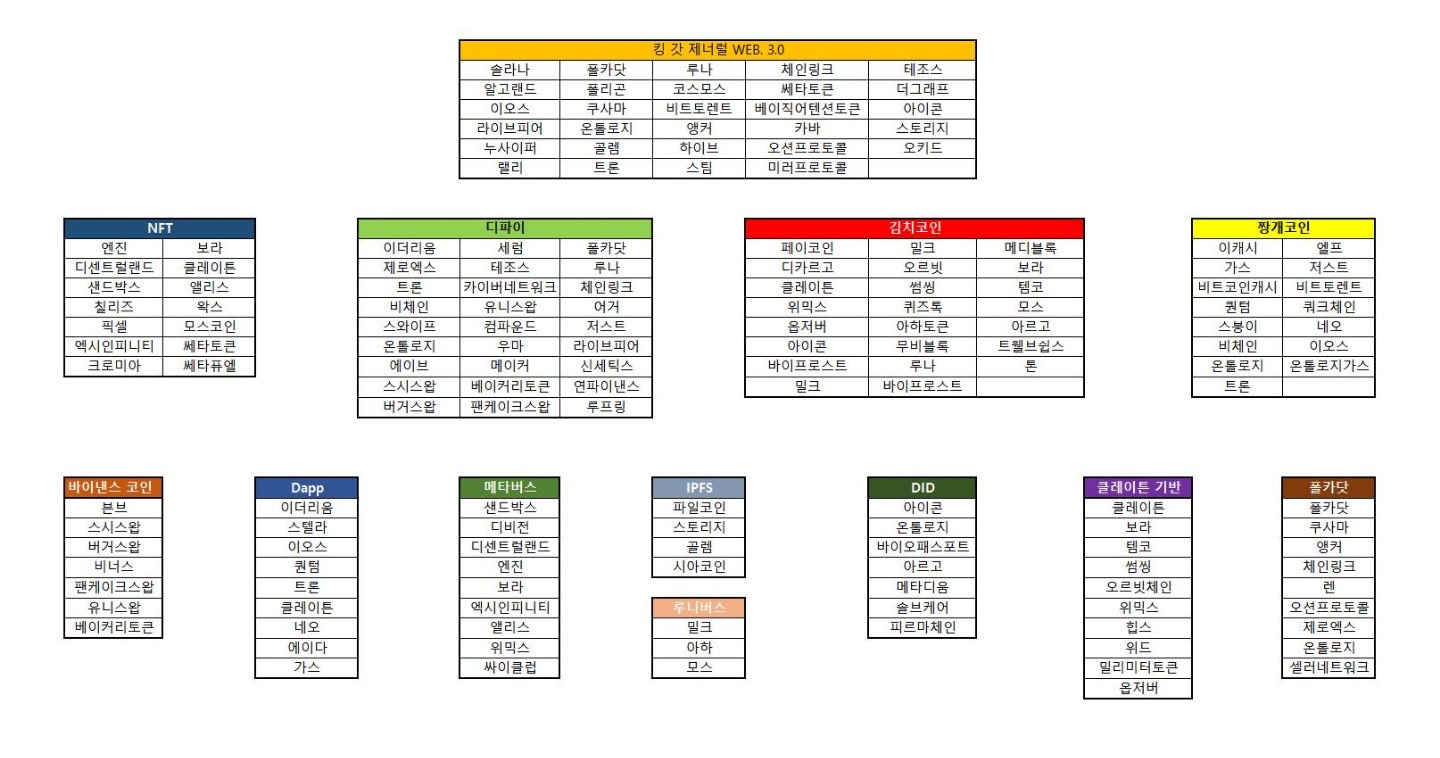 킹 갓 제너럴 WEB. 3.0
솔라나 폴카닷 루나 체인링크 테조스
알고랜드 폴리곤 코스모스 쎄타토큰 더그래프
이오스 쿠사마 비트토렌트 베이직어텐션토큰 아이콘
라이브피어 온톨로지 앵커 카바 스토리지
누사이퍼 골렘 하이브 오션프로토콜 오키드
랠리 트론 스팀 미러프로토콜
NFT
엔진 보라
디센트럴랜드 클레이튼
샌드박스 앨리스
칠리즈 왁스
픽셀 모스코인
엑시인피니티 쎄타토큰
크로미아 쎄타퓨엘
디파이
이더리움 세럼 폴카닷
제로엑스 테조스 루나
트론 카이버네트워크 체인링크
비체인 유니스왑 어거
스와이프 컴파운드 저스트
온톨로지 우마 라이브피어
에이브 메이커 신세틱스
스시스왑 베이커리토큰 연파이낸스
버거스왑 팬케이크스왑 루프링
김치코인
페이코인 밀크 메디블록
디카르고 오르빗 보라
클레이튼 썸씽 템코
위믹스 퀴즈톡 모스
옵저버 아하토큰 아르고
아이콘 무비블록 트웰브쉽스
바이프로스트 루나 톤
밀크 바이프로스트
짱개코인
이캐시 엘프
가스 저스트
비트코인캐시 비트토렌트
퀀텀 쿼크체인
스붕이 네오
비체인 이오스
온톨로지 온톨로지가스
트론
바이낸스 코인
븐브
스시스왑
버거스왑
비너스
팬케이크스왑
유니스왑
베이커리토큰
Dapp
이더리움
스텔라
이오스
퀀텀
트론
클레이튼
네오
에이다
가스
메타버스
샌드박스
디비전
디센트럴랜드
엔진
보라
엑시인피니티
앨리스
위믹스
싸이클럽
IPFS
파일코인
스토리지
골렘
시아코인
루니버스
밀크
아하
모스
DID
아이콘
온톨로지
바이오패스포트
아르고
메타디움
솔브케어
피르마체인
클레이튼 기반
클레이튼
보라
템코
썸씽
오르빗체인
위믹스
힙스
위드
밀리미터토큰
옵저버
폴카닷
폴카닷
쿠사마
앵커
체인링크
렌
오션프로토콜
제로엑스
온톨로지
셀러네트워크